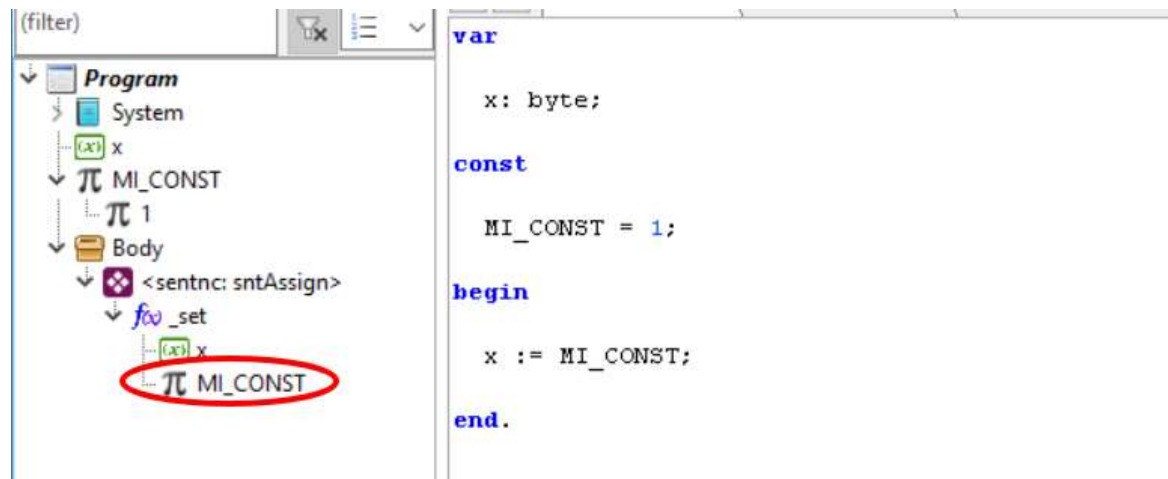 (filter)
Program
System
x
MI_CONST
1
Body
<sentnc: sntAssign>
_set
x
MI_CONST
var
x: byte;
const
MI_CONST = 1;
begin
x := MI_CONST;
end.